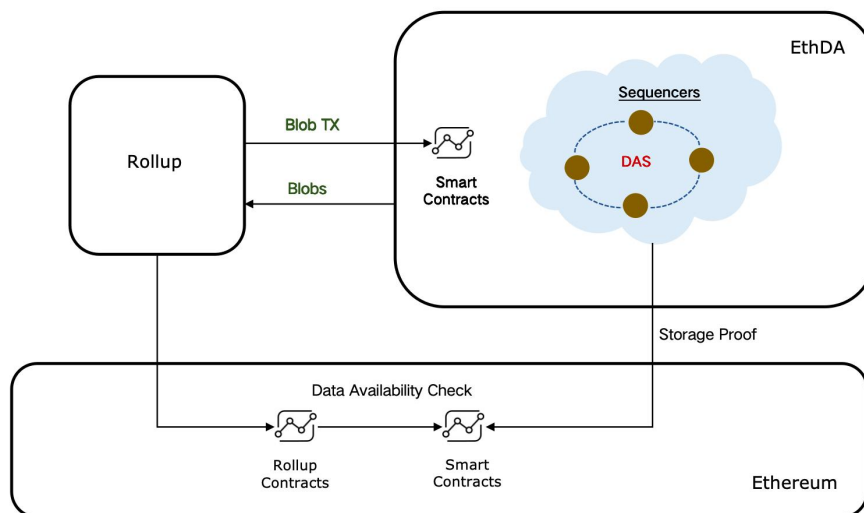 EthDA
Sequencers
Blob TX
Rollup
DAS
Smart
Contracts
Blobs
Storage Proof
Data Availability Check
Rollup
Contracts
Smart
Contracts
Ethereum